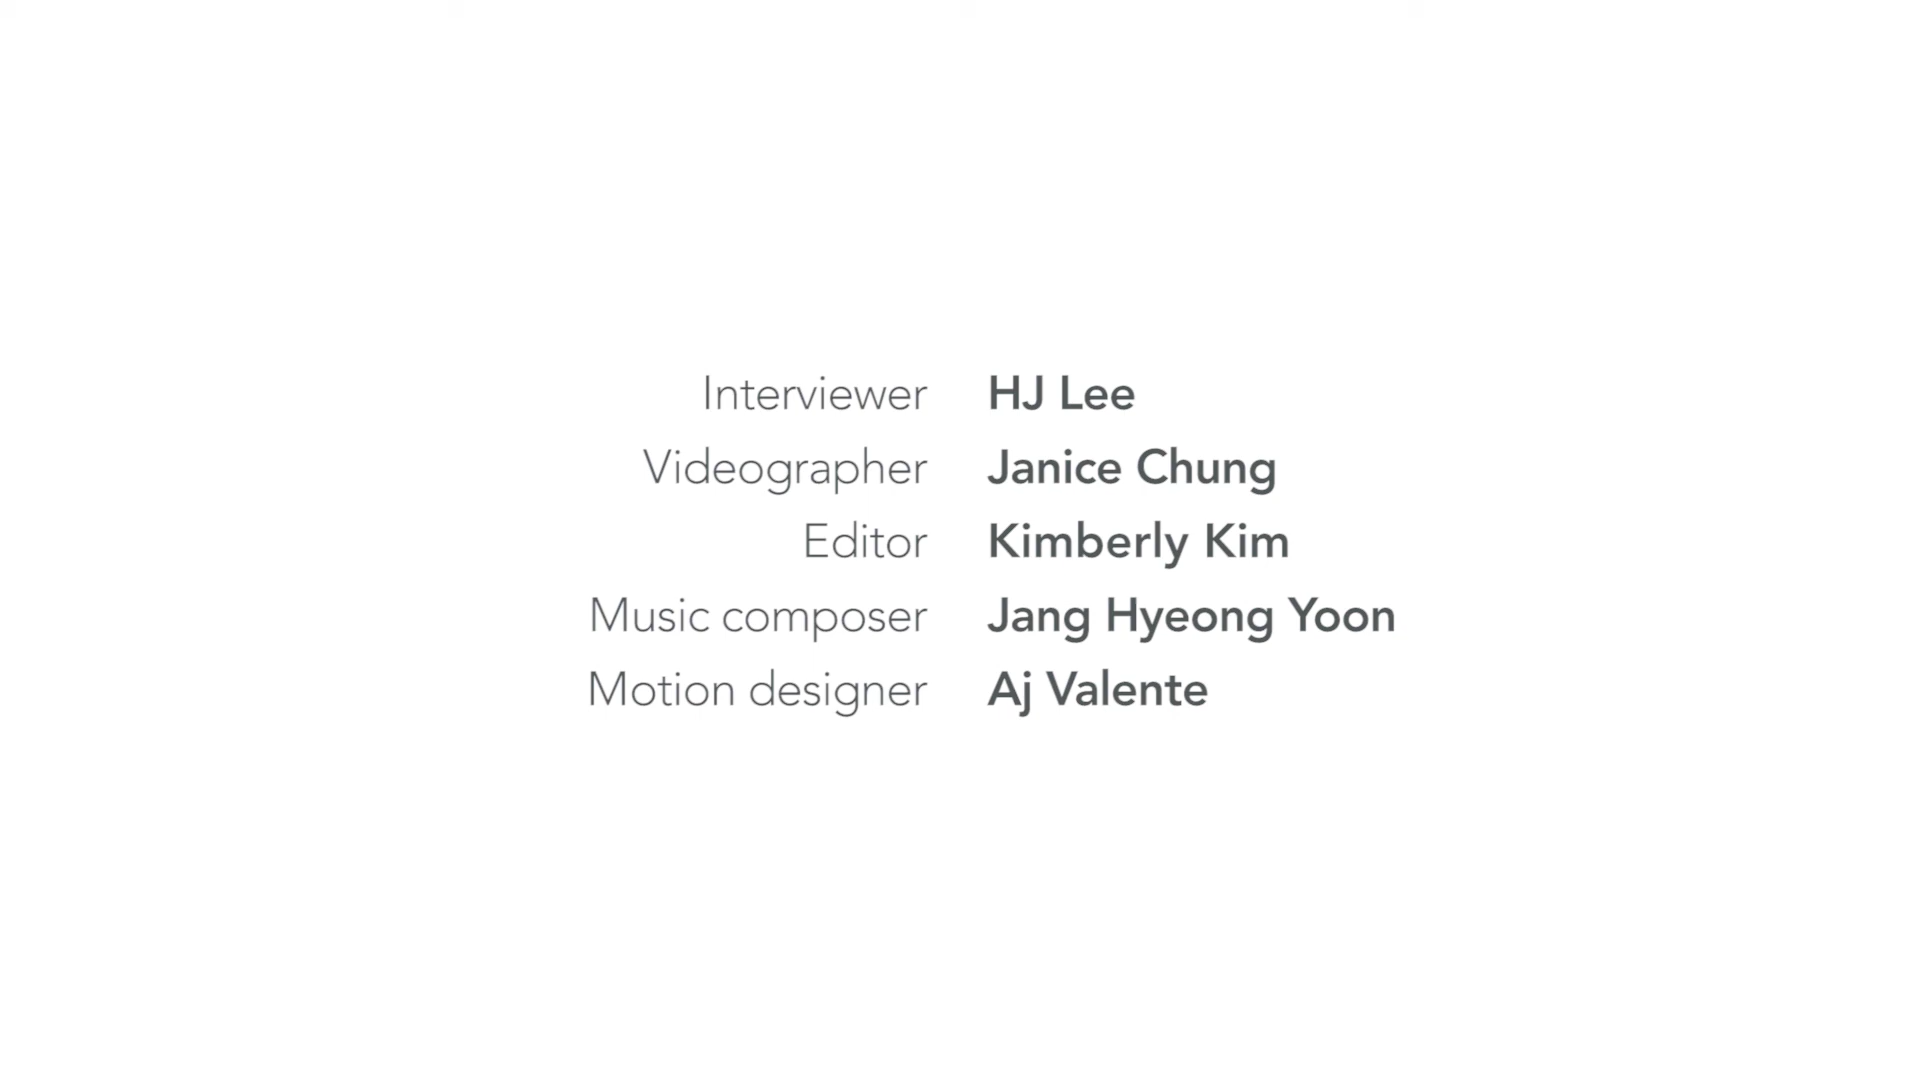 Interviewer HJ Lee
Videographer Janice Chung
Editor Kimberly Kim
Music composer Jang Hyeong Yoon
Motion designer Aj Valente